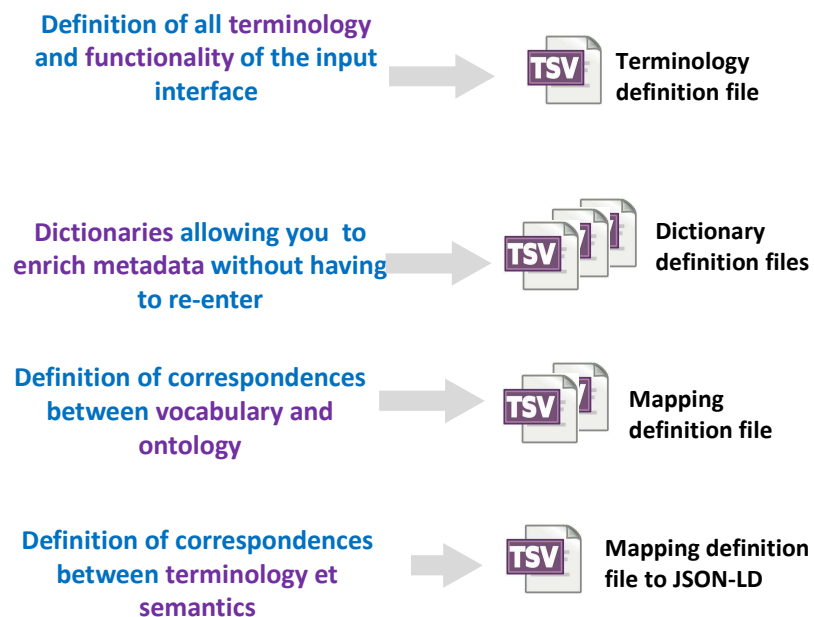 Definition of all terminology
and functionality of the input
interface
TSV
Terminology
definition file
Dictionaries allowing you to
enrich metadata without having
to re-enter
TSV
Dictionary
definition files
Definition of correspondences
between vocabulary and
ontology
TSV
Mapping
definition file
Definition of correspondences
between terminology et
semantics
TSV
Mapping definition
file to JSON-LD